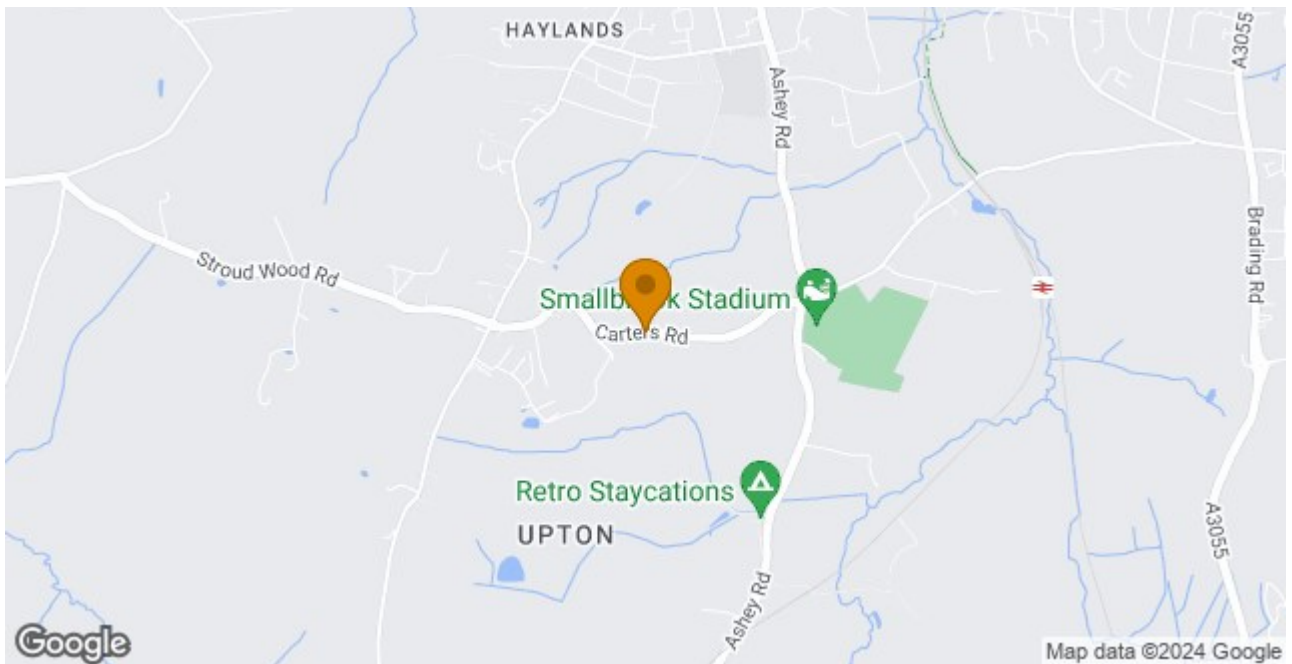 HAYLANDS
A3055
Ashey Rd
Brading Rd
Stroud Wood Rd
Smallbrook Stadium
Carters Rd
Retro Staycations
UPTON
A3055
Ashey Rd
Google
Map data ©2024 Google